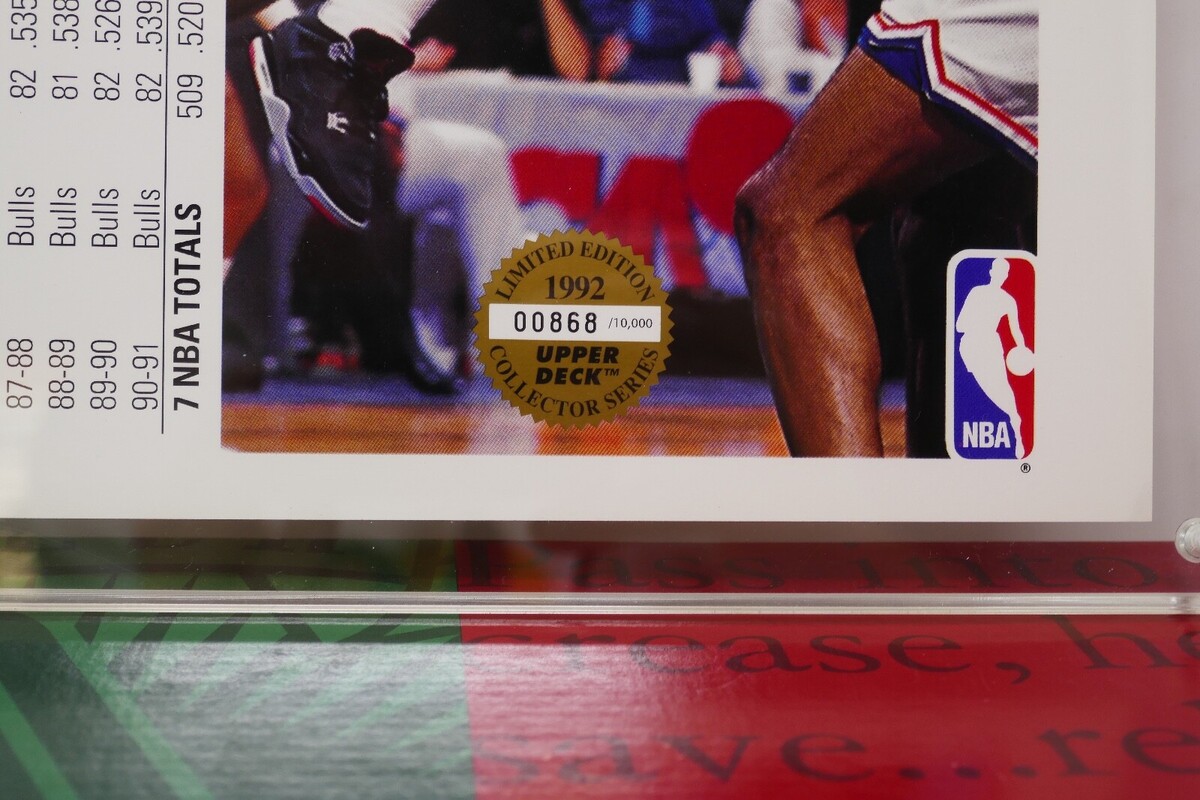 87-88 Bulls 82 .535
88-89 Bulls 81 .538
89-90 Bulls 82 .526
90-91 Bulls 82 .539
7 NBA TOTALS 509 .520
LIMITED EDITION
1992
00868 /10,000
UPPER
DECK™
COLLECTOR SERIES
NBA
®
into
crease,
save...